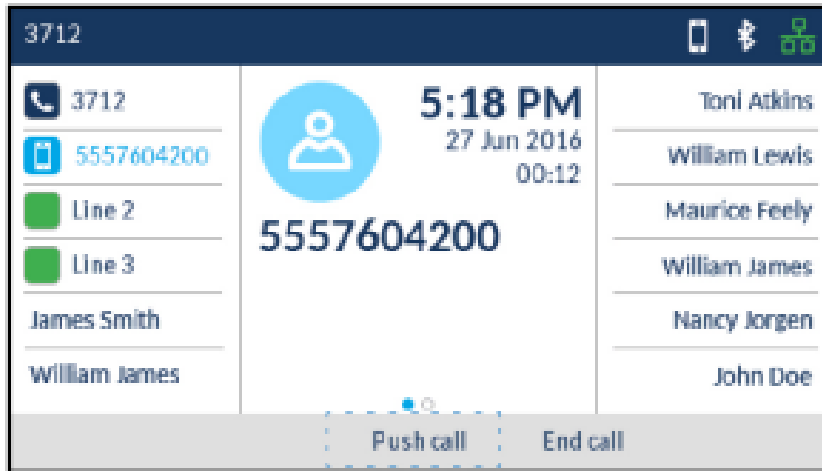 3712
3712
5557604200
Line 2
Line 3
James Smith
William James
5:18 PM
27 Jun 2016
00:12
5557604200
Toni Atkins
William Lewis
Maurice Feely
William James
Nancy Jorgen
John Doe
Push call
End call